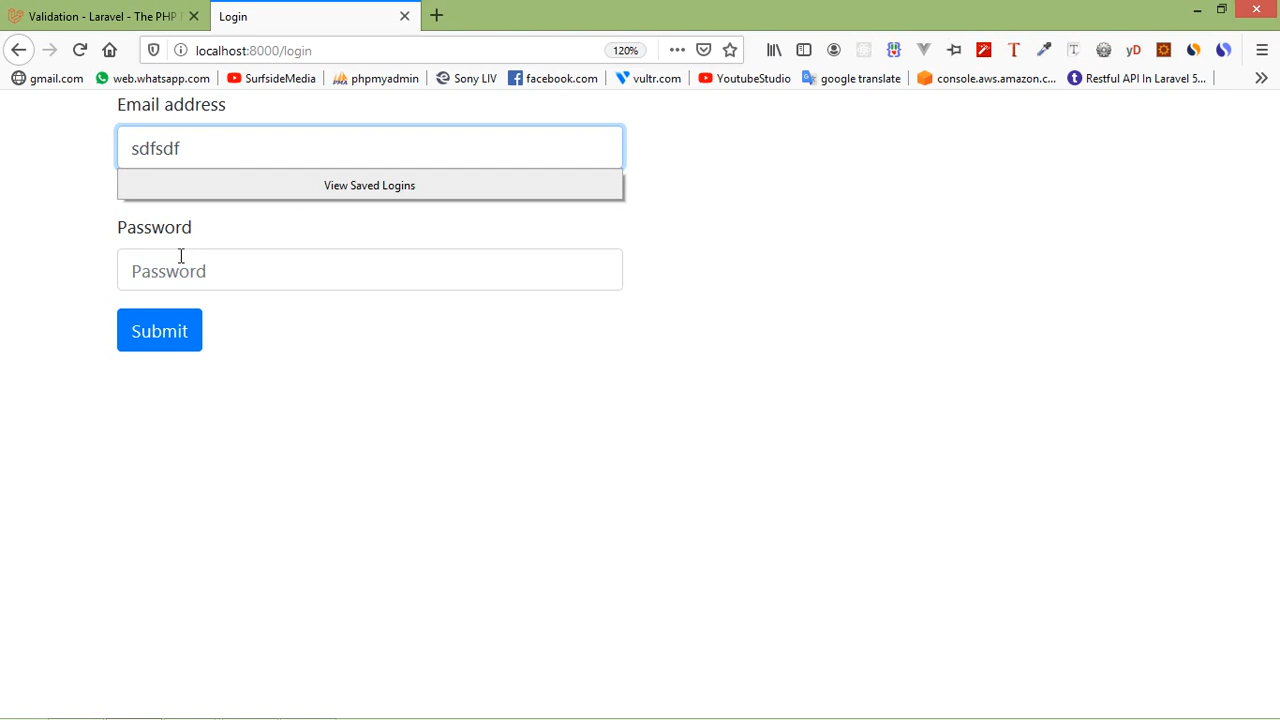 Validation - Laravel - The PHP
Login
localhost:8000/login
120%
gmail.com
web.whatsapp.com
SurfsideMedia
phpmyadmin
Sony LIV
facebook.com
vultr.com
YoutubeStudio
google translate
console.aws.amazon.c...
Restful API In Laravel 5...
Email address
sdfsdf
View Saved Logins
Password
Password
Submit